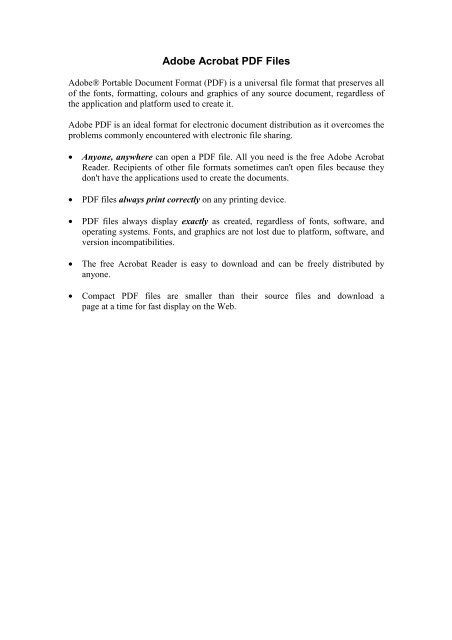 Adobe Acrobat PDF Files
Adobe® Portable Document Format (PDF) is a universal file format that preserves all
of the fonts, formatting, colours and graphics of any source document, regardless of
the application and platform used to create it.
Adobe PDF is an ideal format for electronic document distribution as it overcomes the
problems commonly encountered with electronic file sharing.
• Anyone, anywhere can open a PDF file. All you need is the free Adobe Acrobat
Reader. Recipients of other file formats sometimes can't open files because they
don't have the applications used to create the documents.
• PDF files always print correctly on any printing device.
• PDF files always display exactly as created, regardless of fonts, software, and
operating systems. Fonts, and graphics are not lost due to platform, software, and
version incompatibilities.
• The free Acrobat Reader is easy to download and can be freely distributed by
anyone.
• Compact PDF files are smaller than their source files and download a
page at a time for fast display on the Web.